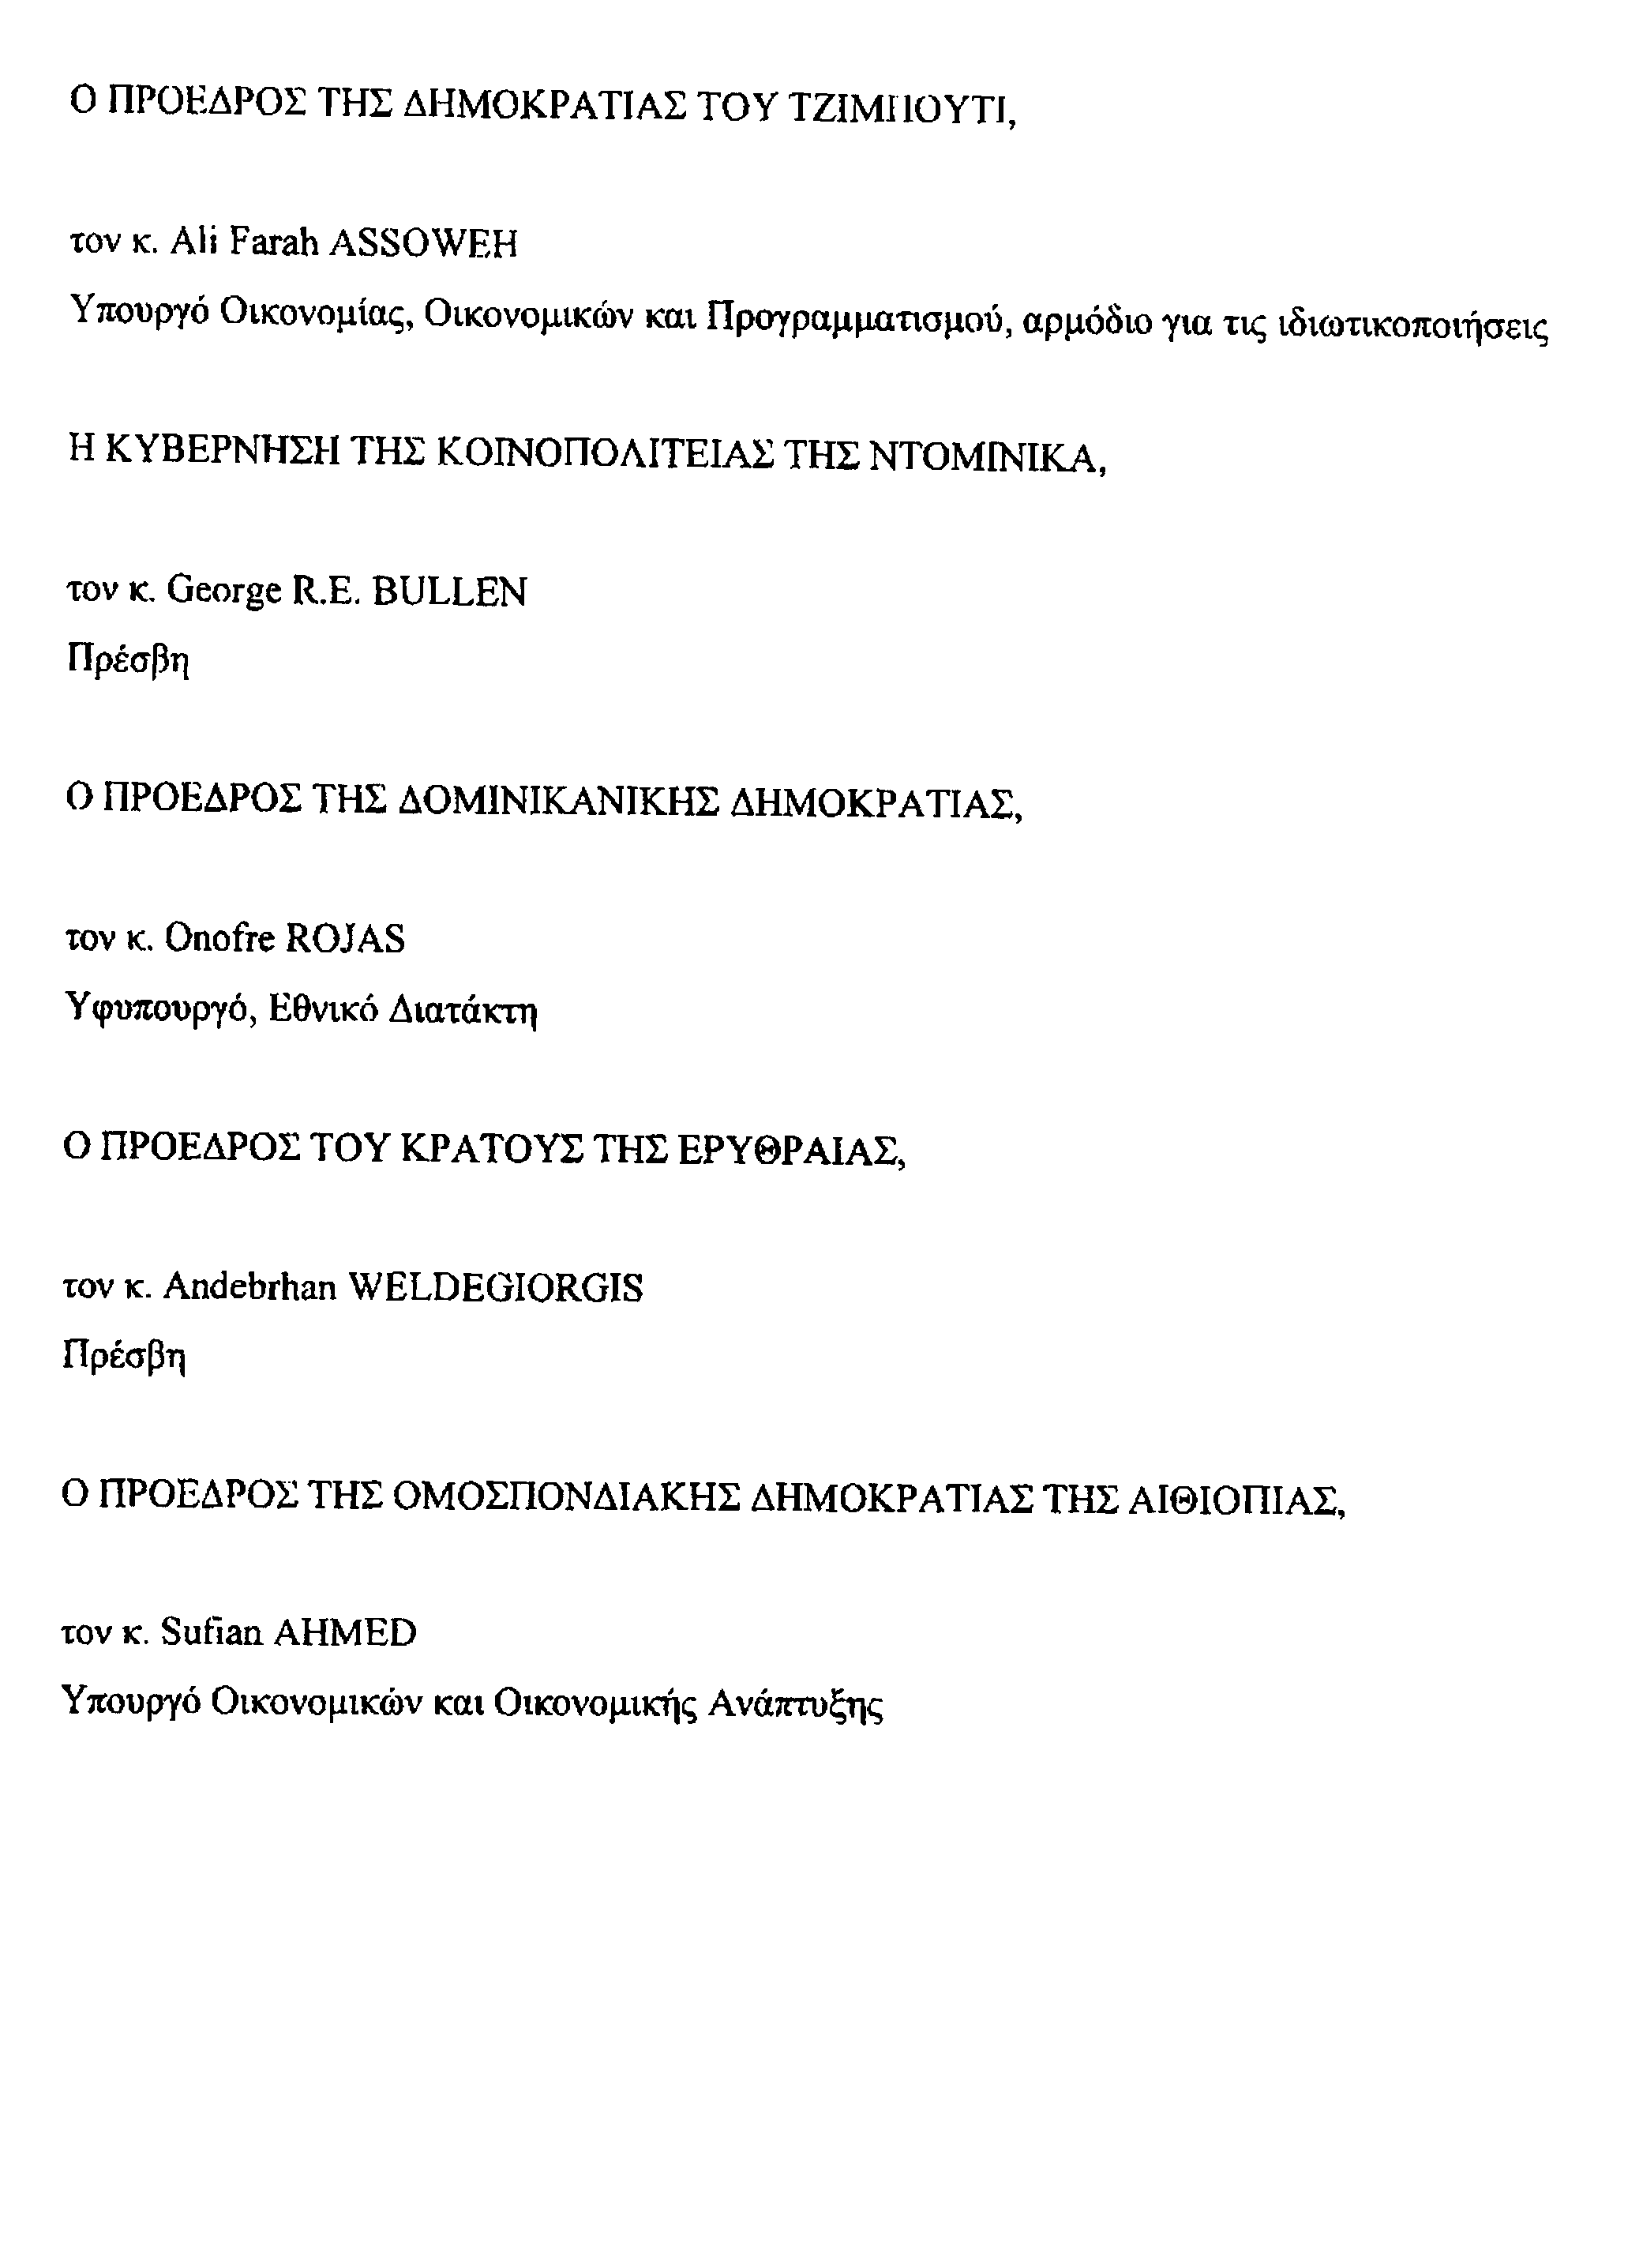 Ο ΠΡΟΕΔΡΟΣ ΤΗΣ ΔΗΜΟΚΡΑΤΙΑΣ ΤΟΥ ΤΖΙΜΠΟΥΤΙ,
τον κ. Ali Farah ASSOWEH
Υπουργό Οικονομίας, Οικονομικών και Προγραμματισμού, αρμόδιο για τις ιδιωτικοποιήσεις
Η ΚΥΒΕΡΝΗΣΗ ΤΗΣ ΚΟΙΝΟΠΟΛΙΤΕΙΑΣ ΤΗΣ ΝΤΟΜΙΝΙΚΑ,
τον κ. George R.E. BULLEN
Πρέσβη
Ο ΠΡΟΕΔΡΟΣ ΤΗΣ ΔΟΜΙΝΙΚΑΝΙΚΗΣ ΔΗΜΟΚΡΑΤΙΑΣ,
τον κ. Onofre ROJAS
Υφυπουργό, Εθνικό Διατάκτη
Ο ΠΡΟΕΔΡΟΣ ΤΟΥ ΚΡΑΤΟΥΣ ΤΗΣ ΕΡΥΘΡΑΙΑΣ,
τον κ. Andebrhan WELDEGIORGIS
Πρέσβη
Ο ΠΡΟΕΔΡΟΣ ΤΗΣ ΟΜΟΣΠΟΝΔΙΑΚΗΣ ΔΗΜΟΚΡΑΤΙΑΣ ΤΗΣ ΑΙΘΙΟΠΙΑΣ,
τον κ. Sufian AHMED
Υπουργό Οικονομικών και Οικονομικής Ανάπτυξης